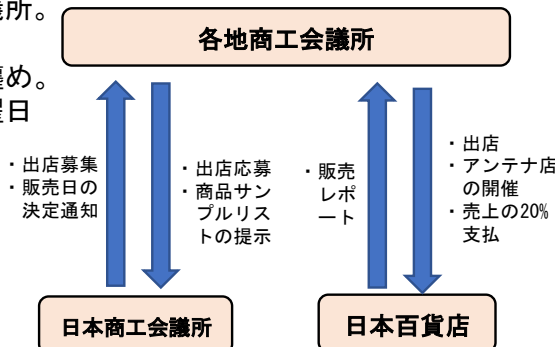 議所。
纏め。
翌日
各地商工会議所
・出店募集
・販売日の
決定通知
・出店応募
・商品サン
プルリス
トの提示
・販売
レポ
ート
・出店
・アンテナ店
の開催
・売上の20%
支払
日本商工会議所
日本百貨店